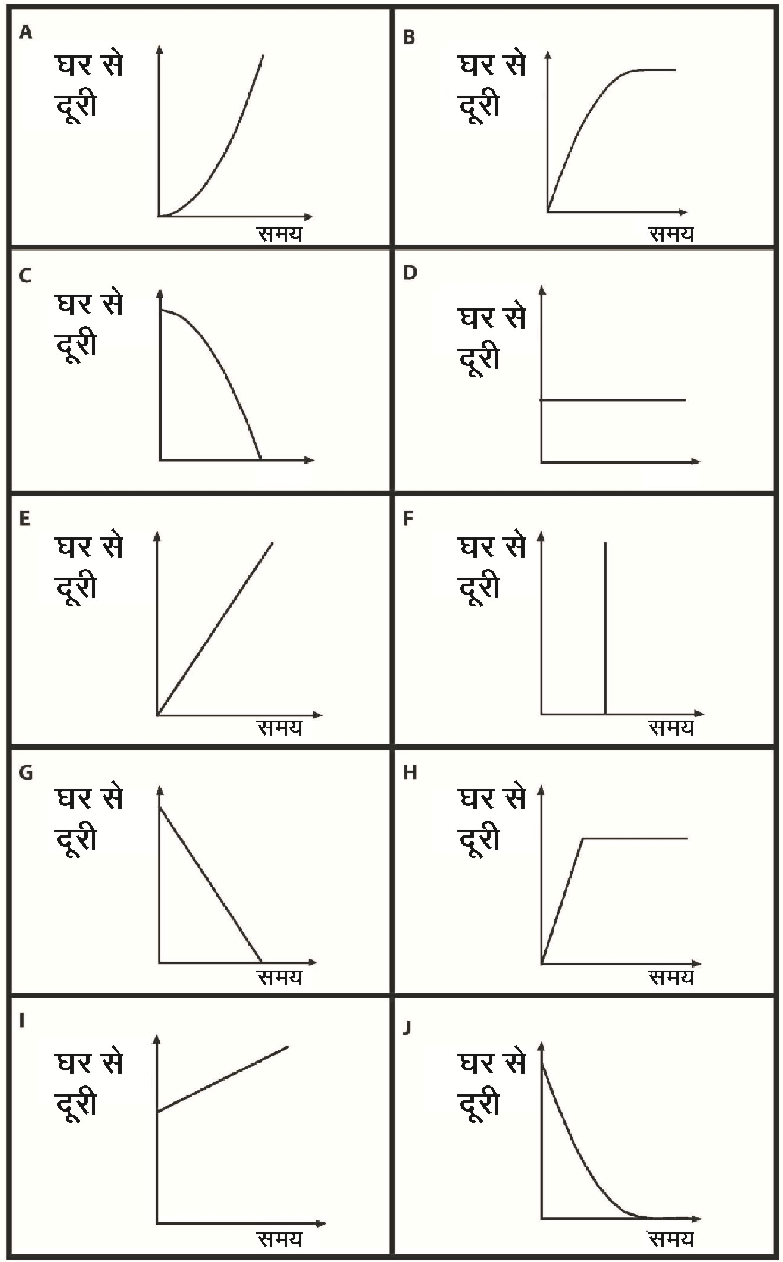 A
घर से
दूरी
समय
B
घर से
दूरी
समय
C
घर से
दूरी
D
घर से
दूरी
E
घर से
दूरी
समय
F
घर से
दूरी
समय
G
घर से
दूरी
समय
H
घर से
दूरी
समय
I
घर से
दूरी
समय
J
घर से
दूरी
समय